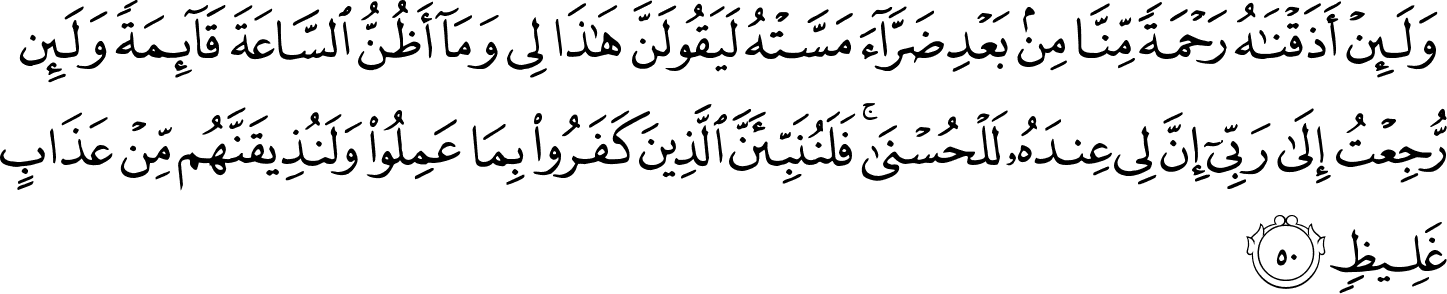 وَلَئِنْ أَذَقْنَـٰهُ رَحْمَةً مِّنَّا مِنۢ بَعْدِ ضَرَّآءَ مَسَّتْهُ لَيَقُولَنَّ هَـٰذَا لِى وَمَآ أَظُنُّ ٱلسَّاعَةَ قَآئِمَةً وَلَئِن
رُّجِعْتُ إِلَىٰ رَبِّىٓ إِنَّ لِى عِندَهُۥ لَلْحُسْنَىٰ ۚ فَلَنُنَبِّئَنَّ ٱلَّذِينَ كَفَرُوا۟ بِمَا عَمِلُوا۟ وَلَنُذِيقَنَّهُم مِّنْ عَذَابٍ
غَلِيظٍ ٥٠